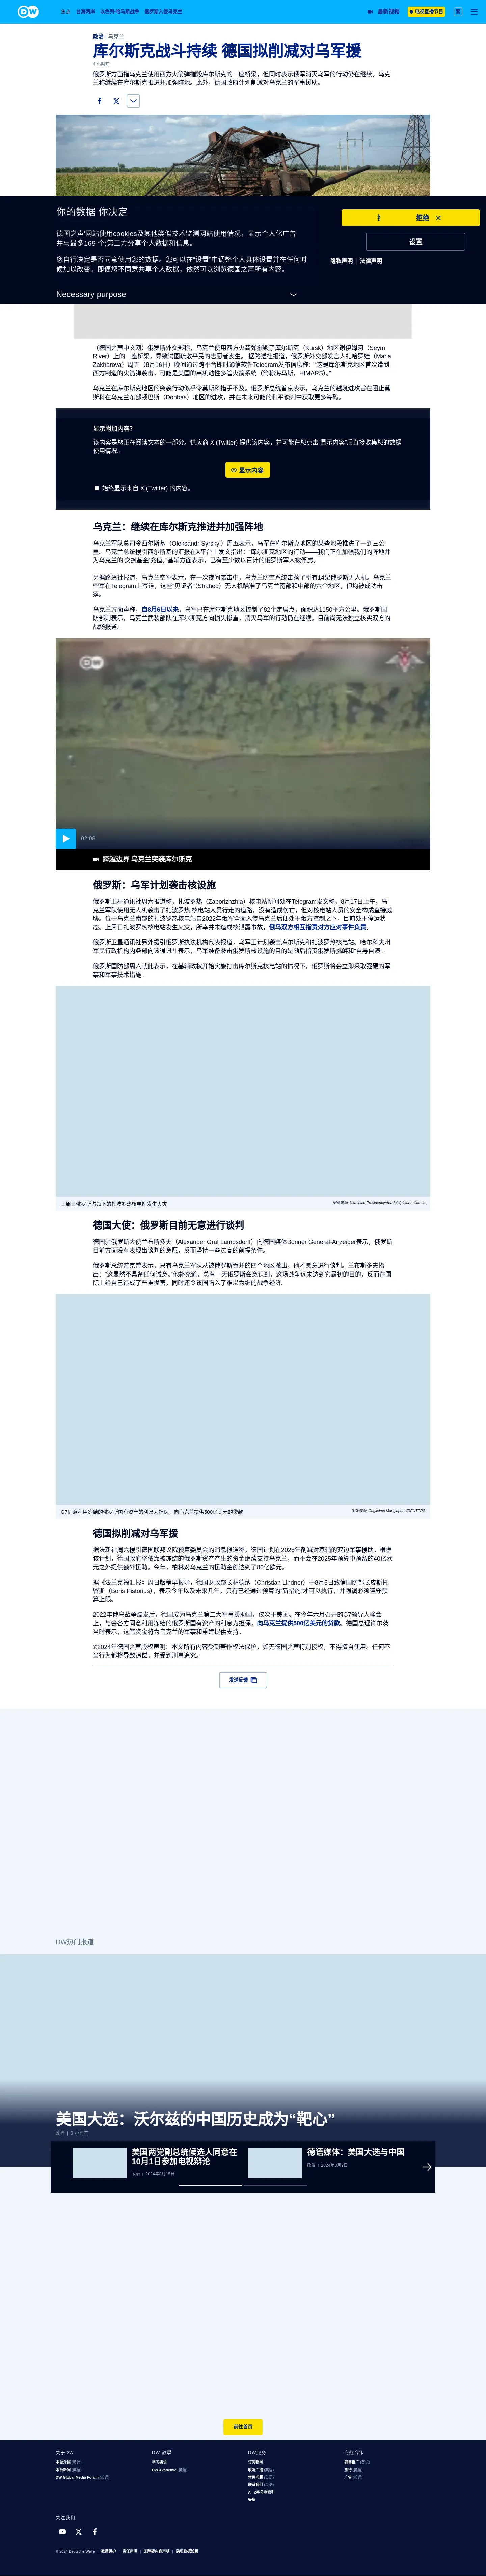 DW
焦点
台海两岸
以色列-哈马斯战争
俄罗斯入侵乌克兰
最新视频
电视直播节目
繁
政治 | 乌克兰
库尔斯克战斗持续 德国拟削减对乌军援
4 小时前
俄罗斯方面指乌克兰使用西方火箭弹摧毁库尔斯克的一座桥梁，但同时表示俄军消灭乌军的行动仍在继续。乌克
兰称继续在库尔斯克推进并加强阵地。此外，德国政府计划削减对乌克兰的军事援助。
你的数据 你决定
德国之声`网站使用cookies及其他类似技术监测网站使用情况，显示个人化广告
并与最多169 个;第三方分享个人数据和信息。
您自行决定是否同意使用您的数据。您可以在“设置”中调整个人具体设置并在任何时
候加以改变。即使您不同意共享个人数据，依然可以浏览德国之声所有内容。
Necessary purpose
拒绝
设置
隐私声明 | 法律声明
（德国之声中文网）俄罗斯外交部称，乌克兰使用西方火箭弹摧毁了库尔斯克（Kursk）地区谢伊姆河（Seym
River）上的一座桥梁，导致试图疏散平民的志愿者丧生。 据路透社报道，俄罗斯外交部发言人扎哈罗娃（Maria
Zakharova）周五（8月16日）晚间通过跨平台即时通信软件Telegram发布信息称：“这是库尔斯克地区首次遭到
西方制造的火箭弹袭击，可能是美国的高机动性多管火箭系统（简称海马斯，HIMARS）。”
乌克兰在库尔斯克地区的突袭行动似乎令莫斯科措手不及。俄罗斯总统普京表示，乌克兰的越境进攻旨在阻止莫
斯科在乌克兰东部顿巴斯（Donbas）地区的进攻，并在未来可能的和平谈判中获取更多筹码。
显示附加内容?
该内容是您正在阅读文本的一部分。供应商 X (Twitter) 提供该内容，并可能在您点击“显示内容”后直接收集您的数据
使用情况。
显示内容
始终显示来自 X (Twitter) 的内容。
乌克兰：继续在库尔斯克推进并加强阵地
乌克兰军队总司令西尔斯基（Oleksandr Syrskyi）周五表示，乌军在库尔斯克地区的某些地段推进了一到三公
里。乌克兰总统援引西尔斯基的汇报在X平台上发文指出：“库尔斯克地区的行动——我们正在加强我们的阵地并
为乌克兰的‘交换基金’充值。”基辅方面表示，已有至少数以百计的俄罗斯军人被俘虏。
另据路透社报道，乌克兰空军表示，在一次夜间袭击中，乌克兰防空系统击落了所有14架俄罗斯无人机。乌克兰
空军在Telegram上写道，这些“见证者”（Shahed）无人机瞄准了乌克兰南部和中部的六个地区，但均被成功击
落。
乌克兰方面声称，自8月6日以来，乌军已在库尔斯克地区控制了82个定居点，面积达1150平方公里。俄罗斯国
防部则表示，乌克兰武装部队在库尔斯克方向损失惨重，消灭乌军的行动仍在继续。目前尚无法独立核实双方的
战场报道。
DW
02:08
跨越边界 乌克兰突袭库尔斯克
俄罗斯：乌军计划袭击核设施
俄罗斯卫星通讯社周六报道称，扎波罗热（Zaporizhzhia）核电站新闻处在Telegram发文称，8月17日上午，乌
克兰军队使用无人机袭击了扎波罗热 核电站人员行走的道路，没有造成伤亡，但对核电站人员的安全构成直接威
胁。位于乌克兰南部的扎波罗热核电站自2022年俄军全面入侵乌克兰后便处于俄方控制之下，目前处于停运状
态。上周日扎波罗热核电站发生火灾，所幸并未造成核泄露事故，俄乌双方相互指责对方应对事件负责。
俄罗斯卫星通讯社另外援引俄罗斯执法机构代表报道，乌军正计划袭击库尔斯克和扎波罗热核电站。哈尔科夫州
军民行政机构内务部向该通讯社表示，乌军准备袭击俄罗斯核设施的目的是随后指责俄罗斯挑衅和“自导自演”。
俄罗斯国防部周六就此表示，在基辅政权开始实施打击库尔斯克核电站的情况下，俄罗斯将会立即采取强硬的军
事和军事技术措施。
上周日俄罗斯占领下的扎波罗热核电站发生火灾
图像来源: Ukrainian Presidency/Anadolu/picture alliance
德国大使：俄罗斯目前无意进行谈判
德国驻俄罗斯大使兰布斯多夫（Alexander Graf Lambsdorff）向德国媒体Bonner General-Anzeiger表示，俄罗斯
目前方面没有表现出谈判的意愿，反而坚持一些过高的前提条件。
俄罗斯总统普京曾表示，只有乌克兰军队从被俄罗斯吞并的四个地区撤出，他才愿意进行谈判。兰布斯多夫指
出：“这显然不具备任何诚意。”他补充道，总有一天俄罗斯会意识到，这场战争远未达到它最初的目的，反而在国
际上给自己造成了严重损害，同时还令该国陷入了难以为继的战争经济。
G7同意利用冻结的俄罗斯国有资产的利息为担保，向乌克兰提供500亿美元的贷款
图像来源: Guglielmo Mangiapane/REUTERS
德国拟削减对乌军援
据法新社周六援引德国联邦议院预算委员会的消息报道称，德国计划在2025年削减对基辅的双边军事援助。根据
该计划，德国政府将依靠被冻结的俄罗斯资产产生的资金继续支持乌克兰，而不会在2025年预算中预留的40亿欧
元之外提供额外援助。今年，柏林对乌克兰的援助金额达到了80亿欧元。
据《法兰克福汇报》周日版稍早报导，德国财政部长林德纳（Christian Lindner）于8月5日致信国防部长皮斯托
留斯（Boris Pistorius），表示今年以及未来几年，只有已经通过预算的“新措施”才可以执行，并强调必须遵守预
算上限。
2022年俄乌战争爆发后，德国成为乌克兰第二大军事援助国，仅次于美国。在今年六月召开的G7领导人峰会
上，与会各方同意利用冻结的俄罗斯国有资产的利息为担保，向乌克兰提供500亿美元的贷款。德国总理肖尔茨
当时表示，这笔资金将为乌克兰的军事和重建提供支持。
©2024年德国之声版权声明：本文所有内容受到著作权法保护，如无德国之声特别授权，不得擅自使用。任何不
当行为都将导致追偿，并受到刑事追究。
发送反馈
DW热门报道
美国大选：沃尔兹的中国历史成为“靶心”
政治 | 9 小时前
美国两党副总统候选人同意在
10月1日参加电视辩论
政治 | 2024年8月15日
德语媒体：美国大选与中国
政治 | 2024年8月8日
前往首页
关于DW
本台介绍 (英语)
本台新闻 (英语)
DW Global Media Forum (英语)
DW 教學
学习德语
DW Akademie (英语)
DW服务
订阅新闻
收听广播 (英语)
常见问题 (英语)
联系我们 (英语)
A - Z字母序索引
头条
商务合作
销售推广 (英语)
旅行 (英语)
广告 (英语)
关注我们
© 2024 Deutsche Welle | 数据保护 | 责任声明 | 无障碍内容声明 | 隐私数据设置